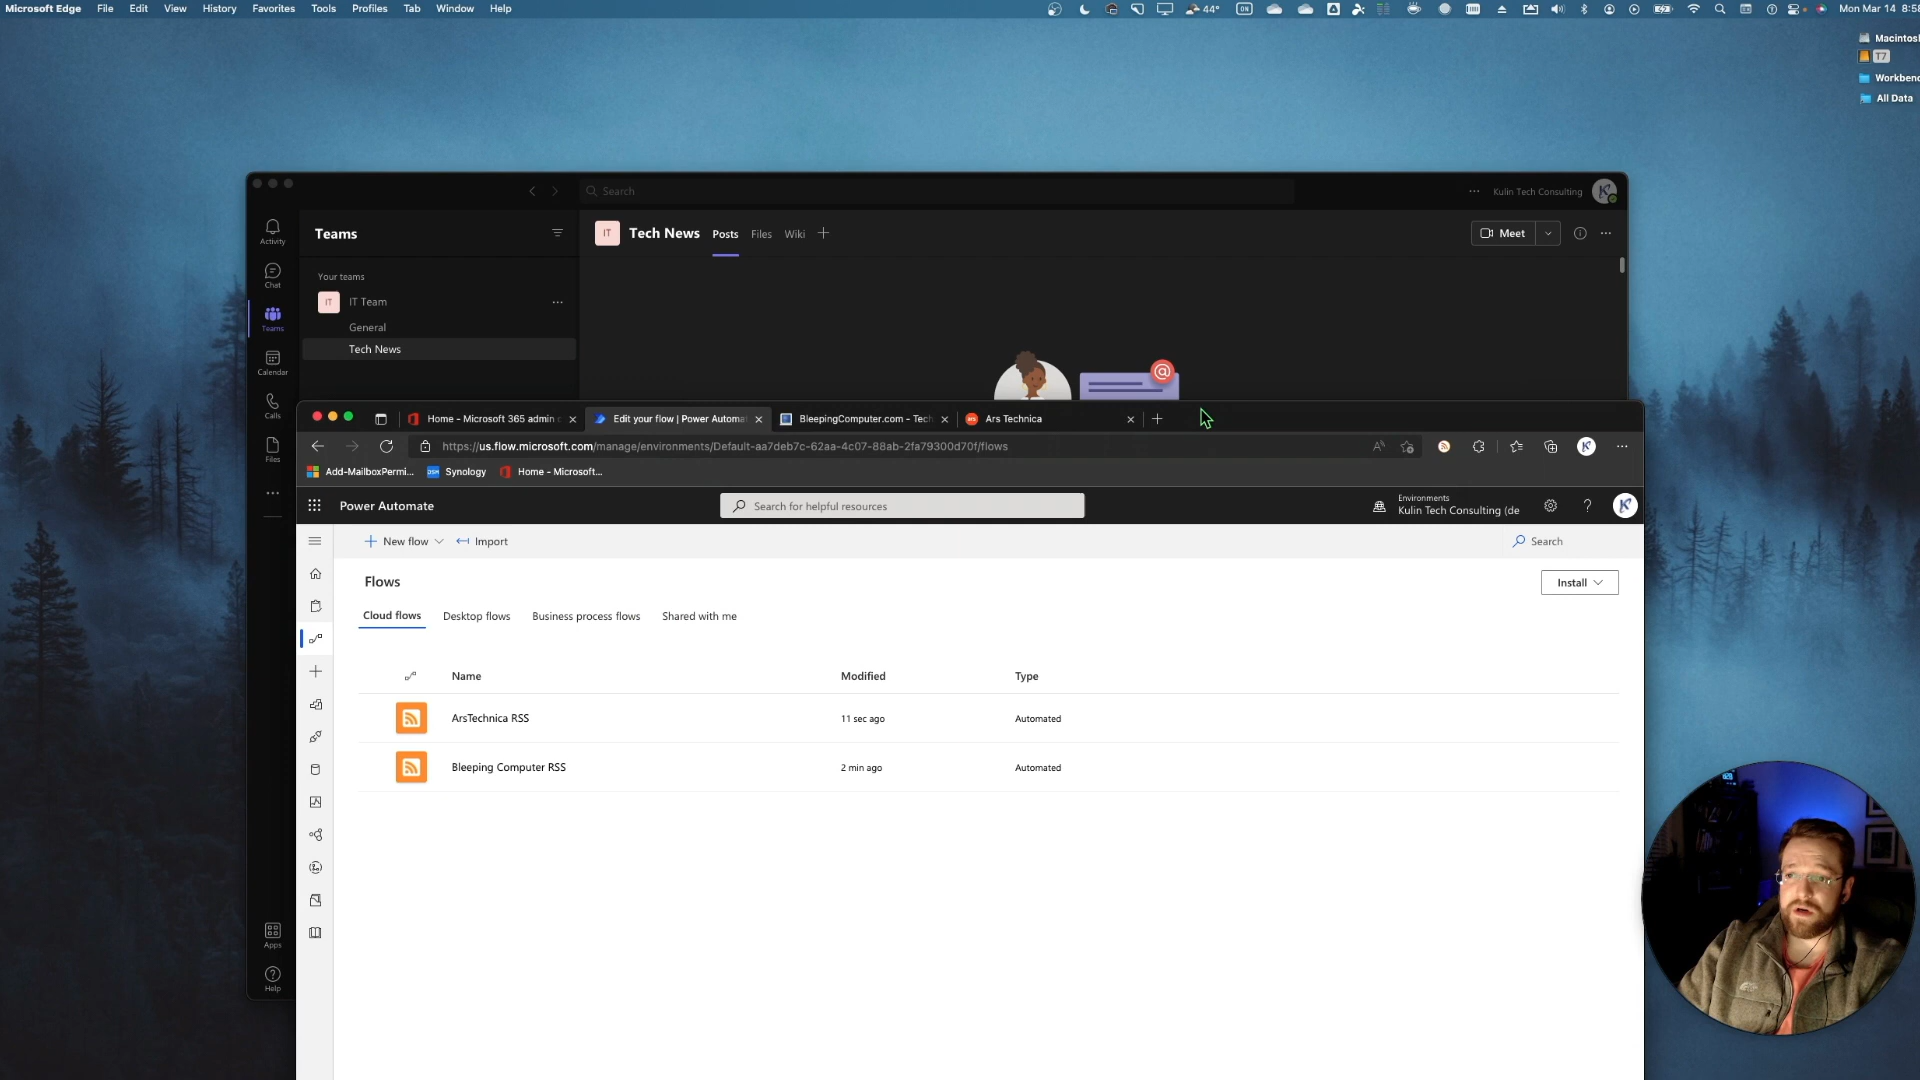 Microsoft Edge File Edit View History Favorites Tools Profiles Tab Window Help 44° Mon Mar 14 8:58
Macintosh
T7
Workbenc
All Data
Search
Kulin Tech Consulting
Activity
Teams
IT Tech News Posts Files Wiki
Meet
Chat
Your teams
IT IT Team
Teams
General
Tech News
Calendar
Calls
Files
Apps
Help
Home - Microsoft 365 admin c
Edit your flow | Power Automa
BleepingComputer.com - Tech
Ars Technica
https://us.flow.microsoft.com/manage/environments/Default-aa7deb7c-62aa-4c07-88ab-2fa79300d70f/flows
Add-MailboxPermi...
Synology
Home - Microsoft...
Power Automate
Search for helpful resources
Environments
Kulin Tech Consulting (de
New flow
Import
Search
Flows
Install
Cloud flows
Desktop flows
Business process flows
Shared with me
Name Modified Type
ArsTechnica RSS 11 sec ago Automated
Bleeping Computer RSS 2 min ago Automated